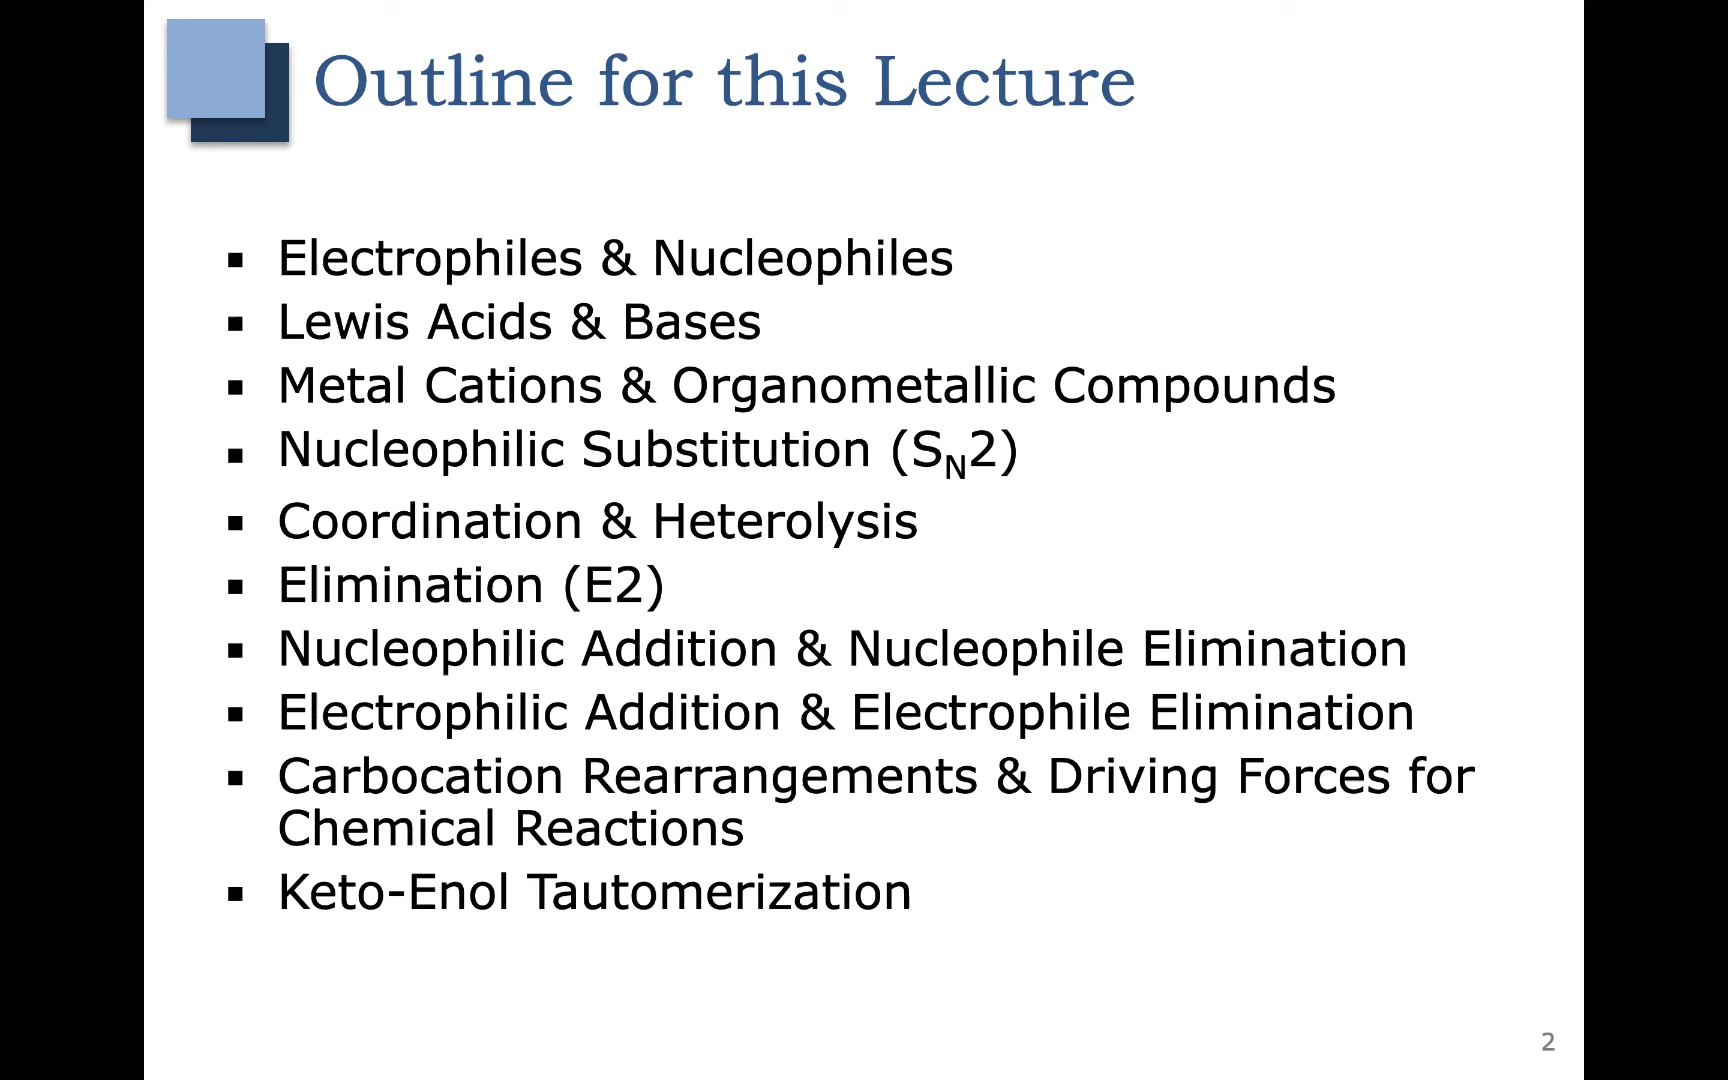 Outline for this Lecture
▪ Electrophiles & Nucleophiles
▪ Lewis Acids & Bases
▪ Metal Cations & Organometallic Compounds
▪ Nucleophilic Substitution (SN2)
▪ Coordination & Heterolysis
▪ Elimination (E2)
▪ Nucleophilic Addition & Nucleophile Elimination
▪ Electrophilic Addition & Electrophile Elimination
▪ Carbocation Rearrangements & Driving Forces for
Chemical Reactions
▪ Keto-Enol Tautomerization
2